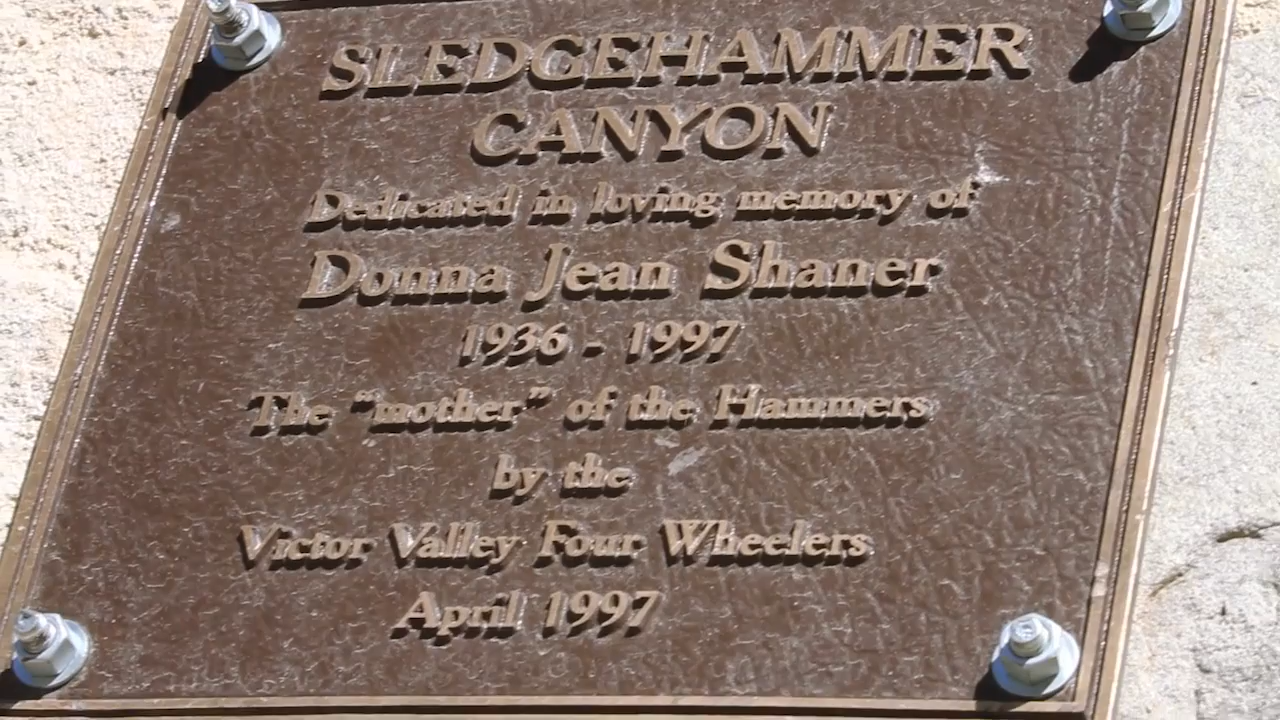 SLEDGEHAMMER
CANYON
Dedicated in loving memory of
Donna Jean Shaner
1936 - 1997
The "mother" of the Hammers
by the
Victor Valley Four Wheelers
April 1997